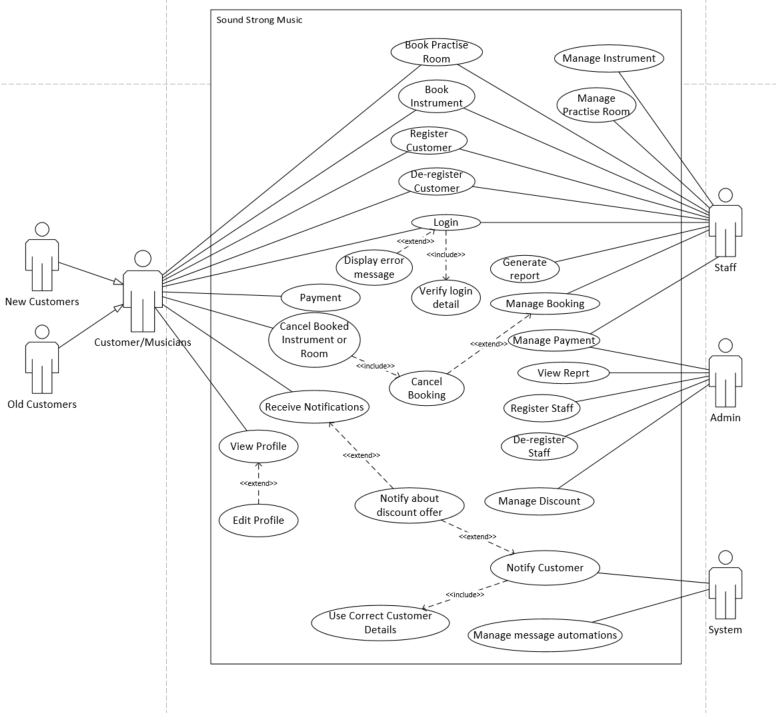 Sound Strong Music
Book Practise
Room
Manage Instrument
Book
Instrument
Manage
Practise Room
Register
Customer
De-register
Customer
Login
<<extend>>
Display error
message
<<include>>
Generate
report
Staff
Verify login
detail
New Customers
Payment
Manage Booking
Customer/Musicians
Cancel Booked
Instrument or
Room
<<extend>>
Manage Payment
<<include>>
View Reprt
Cancel
Booking
Old Customers
Receive Notifications
Register Staff
Admin
View Profile
De-register
Staff
<<extend>>
<<extend>>
Notify about
discount offer
Manage Discount
Edit Profile
<<extend>>
Notify Customer
<<include>>
Use Correct Customer
Details
Manage message automations
System